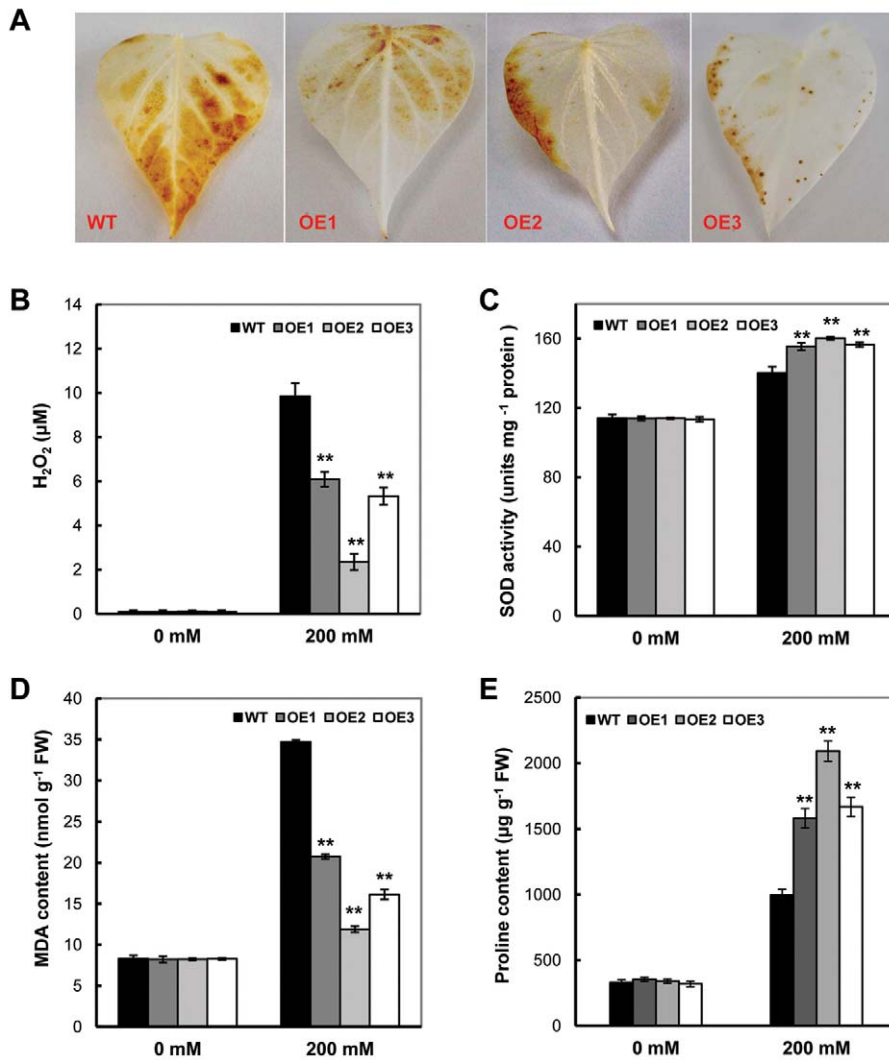 A
WT
OE1
OE2
OE3
B
H₂O₂ (µM)
14
12
10
8
6
4
2
0
WT OE1 OE2 OE3
**
**
**
0 mM
200 mM
C
SOD activity (units mg ⁻¹ protein )
160
120
80
40
0
WT OE1 OE2 OE3
**
**
**
0 mM
200 mM
D
MDA content (nmol g⁻¹ FW)
40
35
30
25
20
15
10
5
0
WT OE1 OE2 OE3
**
**
**
0 mM
200 mM
E
Proline content (µg g⁻¹ FW)
2500
2000
1500
1000
500
0
WT OE1 OE2 OE3
**
**
**
0 mM
200 mM